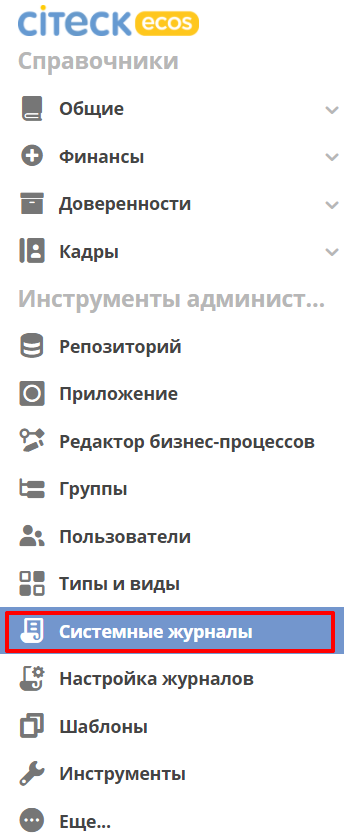 citeck ecos
Справочники
Общие
Финансы
Доверенности
Кадры
Инструменты админист...
Репозиторий
Приложение
Редактор бизнес-процессов
Группы
Пользователи
Типы и виды
Системные журналы
Настройка журналов
Шаблоны
Инструменты
Еще...